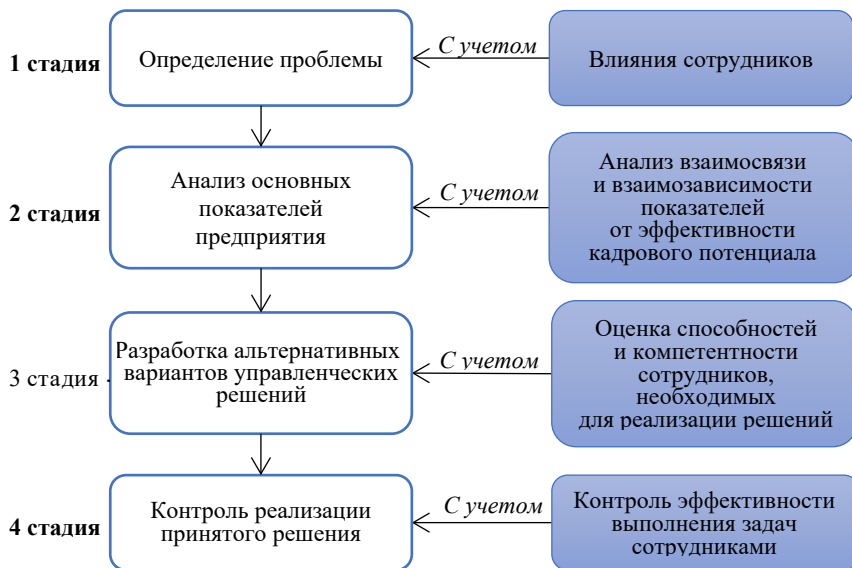 1 стадия
Определение проблемы
С учетом
Влияния сотрудников
2 стадия
Анализ основных
показателей
предприятия
С учетом
Анализ взаимосвязи
и взаимозависимости
показателей
от эффективности
кадрового потенциала
3 стадия
Разработка альтернативных
вариантов управленческих
решений
С учетом
Оценка способностей
и компетентности
сотрудников,
необходимых
для реализации решений
4 стадия
Контроль реализации
принятого решения
С учетом
Контроль эффективности
выполнения задач
сотрудниками